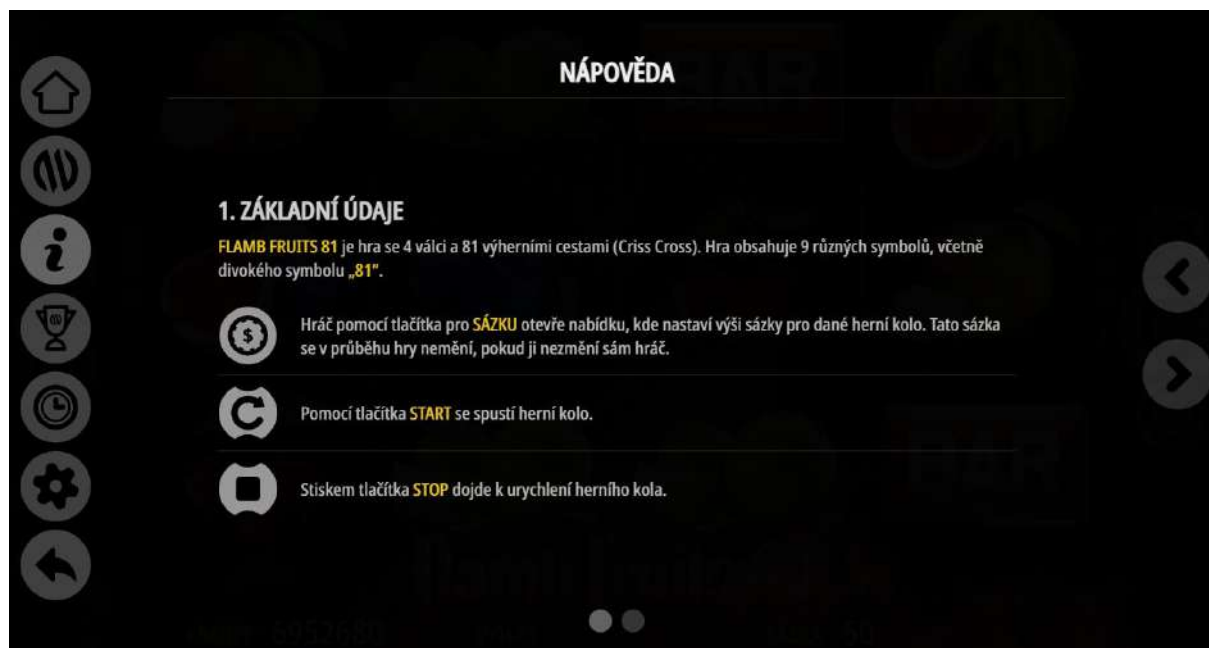 NÁPOVĚDA
1. ZÁKLADNÍ ÚDAJE
FLAMB FRUITS 81 je hra se 4 válci a 81 výherními cestami (Criss Cross). Hra obsahuje 9 různých symbolů, včetně
divokého symbolu „81“.
Hráč pomocí tlačítka pro SÁZKU otevře nabídku, kde nastaví výši sázky pro dané herní kolo. Tato sázka
se v průběhu hry nemění, pokud ji nezmění sám hráč.
Pomocí tlačítka START se spustí herní kolo.
Stiskem tlačítka STOP dojde k urychlení herního kola.